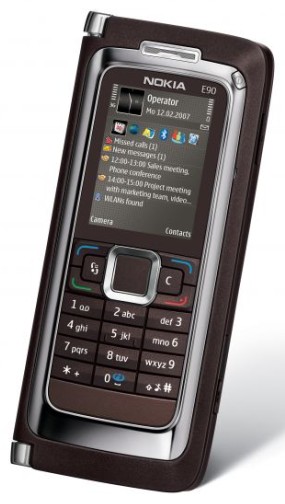 NOKIA E90
Operator
Mo 12.02.2007
Missed calls (1)
New messages (1)
12:00-13:00 Sales meeting,
Phone conference
14:00-15:00 Project meeting
with marketing team, video...
WLANs found
Camera Contacts
C
1 2 abc def 3
4 ghi 5 jkl mno 6
7 pqrs 8 tuv wxyz 9
* + 0 #